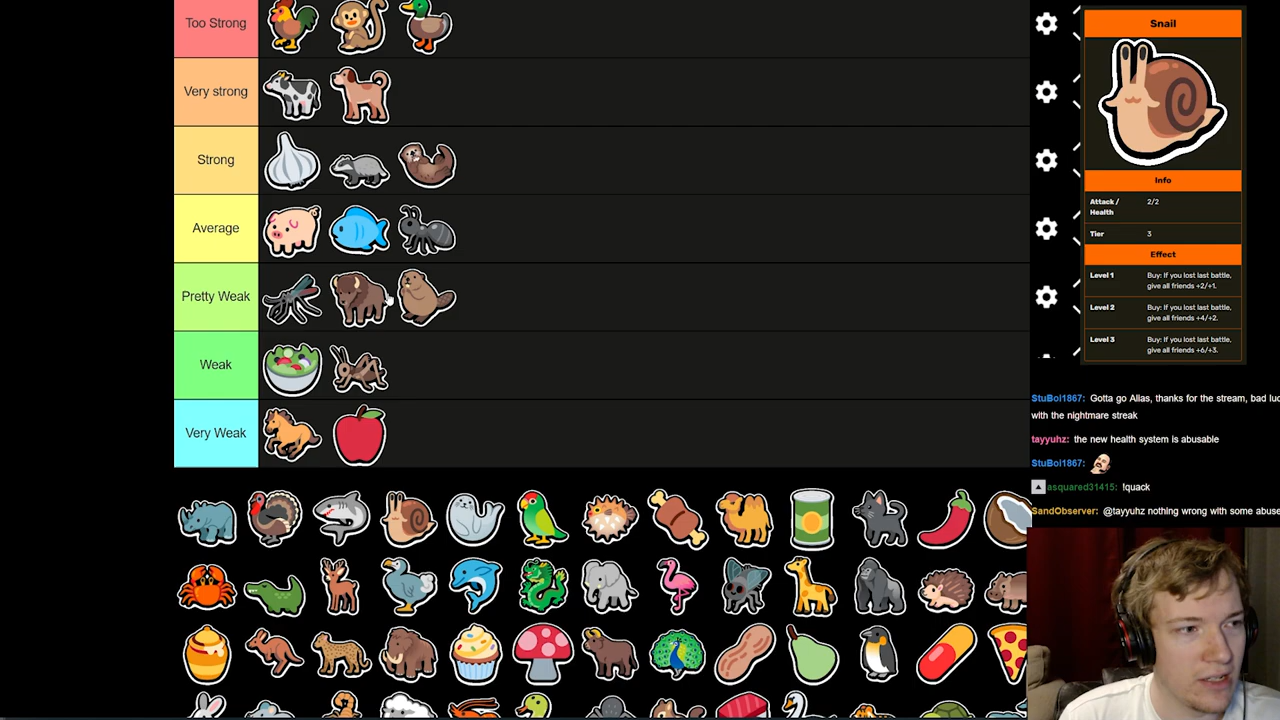 Too Strong
Very strong
Strong
Average
Pretty Weak
Weak
Very Weak
Snail
Info
Attack /
Health
2/2
Tier
3
Effect
Level 1
Buy: If you lost last battle,
give all friends +2/+1.
Level 2
Buy: If you lost last battle,
give all friends +4/+2.
Level 3
Buy: If you lost last battle,
give all friends +6/+3.
StuBoi1867: Gotta go Alias, thanks for the stream, bad luc
with the nightmare streak
tayyuhz: the new health system is abusable
StuBoi1867:
asquared31415: !quack
SandObserver: @tayyuhz nothing wrong with some abuse